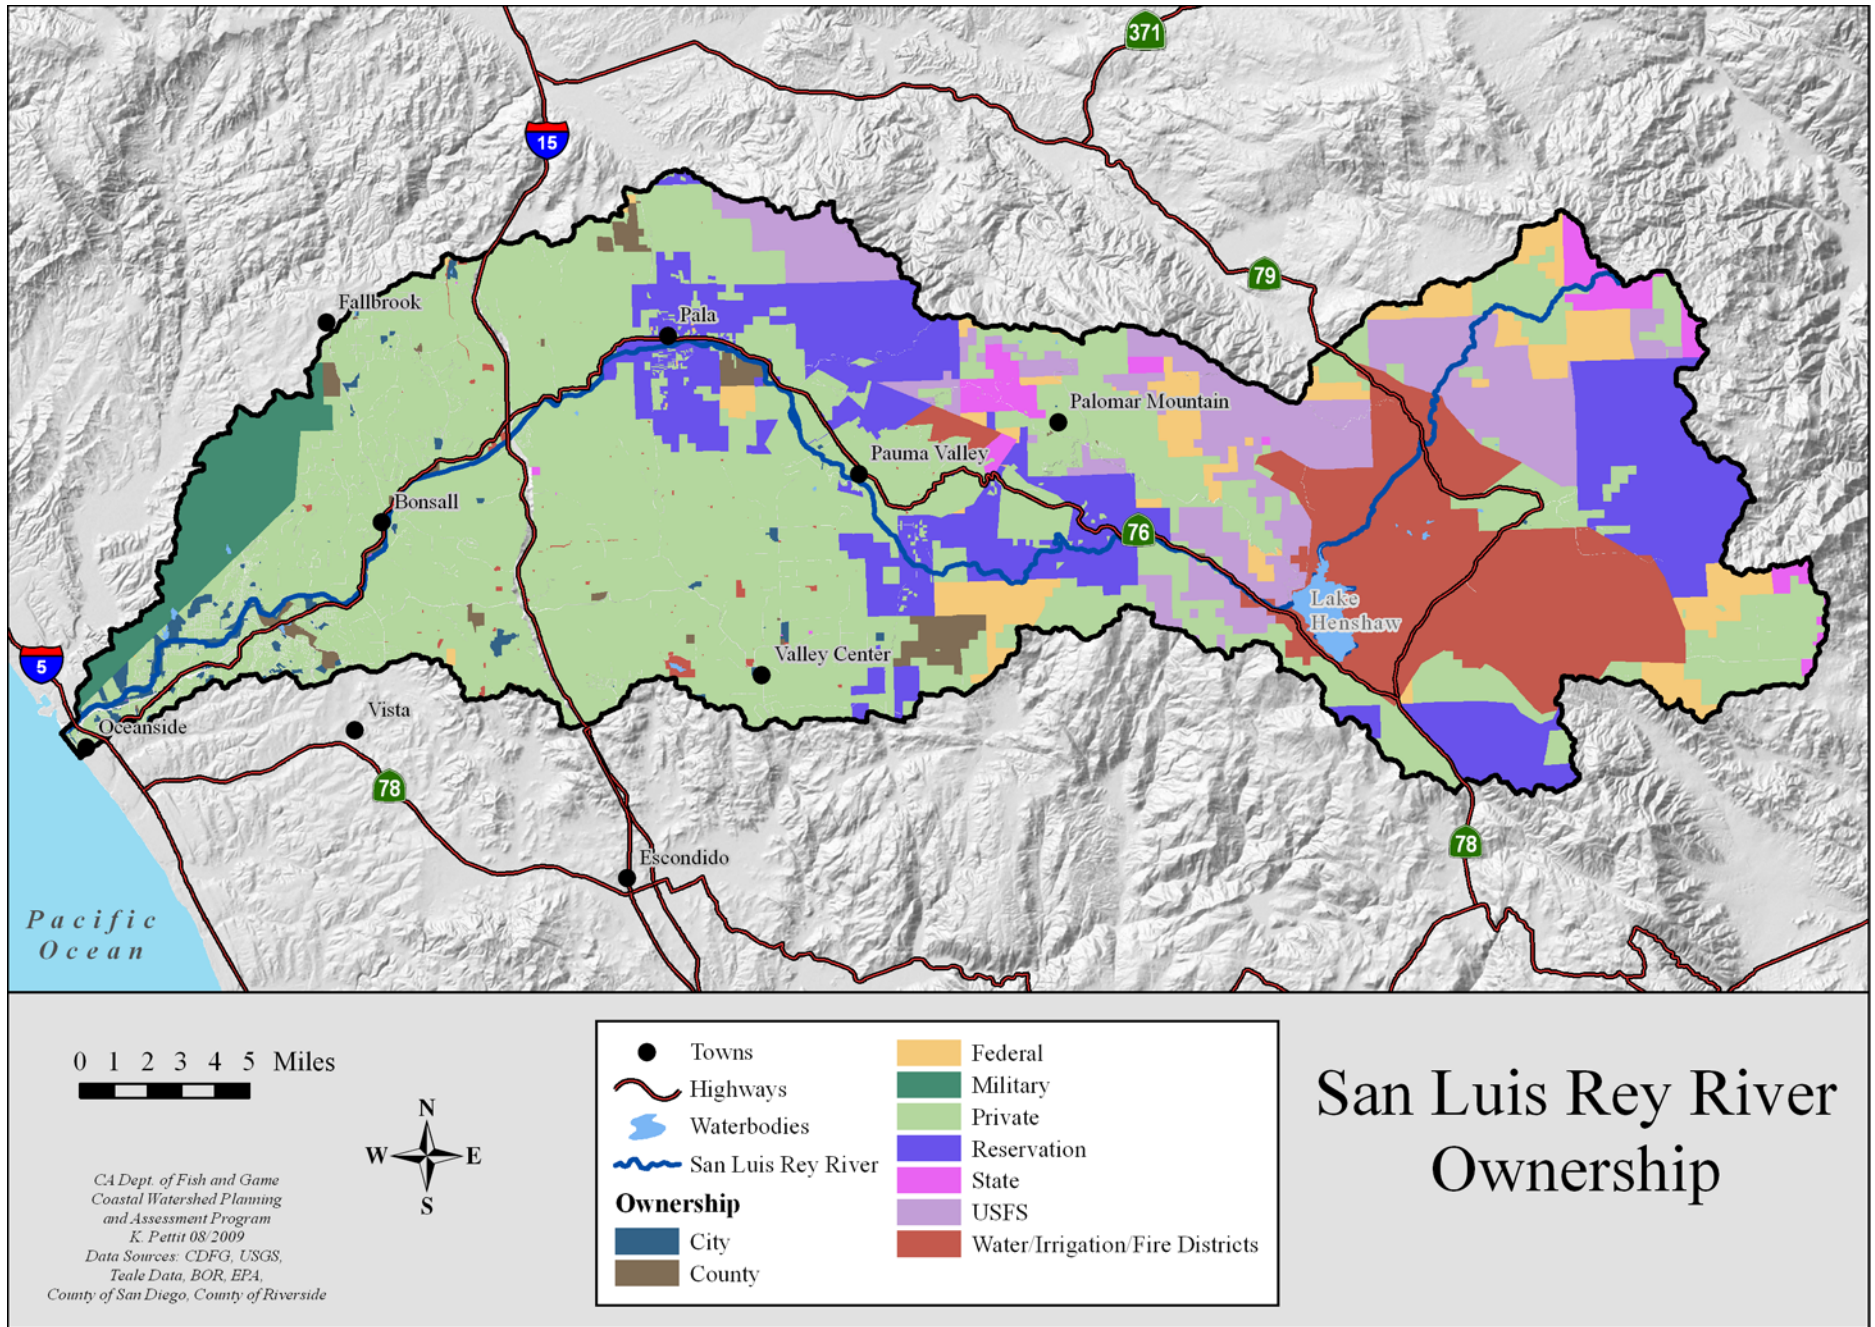 371
15
79
Fallbrook
Pala
Palomar Mountain
Pauma Valley
Bonsall
76
Lake
Henshaw
5
Valley Center
Vista
Oceanside
78
78
Escondido
Pacific
Ocean
0 1 2 3 4 5 Miles
N
W E
S
CA Dept. of Fish and Game
Coastal Watershed Planning
and Assessment Program
K. Pettit 08/2009
Data Sources: CDFG, USGS,
Teale Data, BOR, EPA,
County of San Diego, County of Riverside
Towns
Highways
Waterbodies
San Luis Rey River
Ownership
City
County
Federal
Military
Private
Reservation
State
USFS
Water/Irrigation/Fire Districts
San Luis Rey River
Ownership